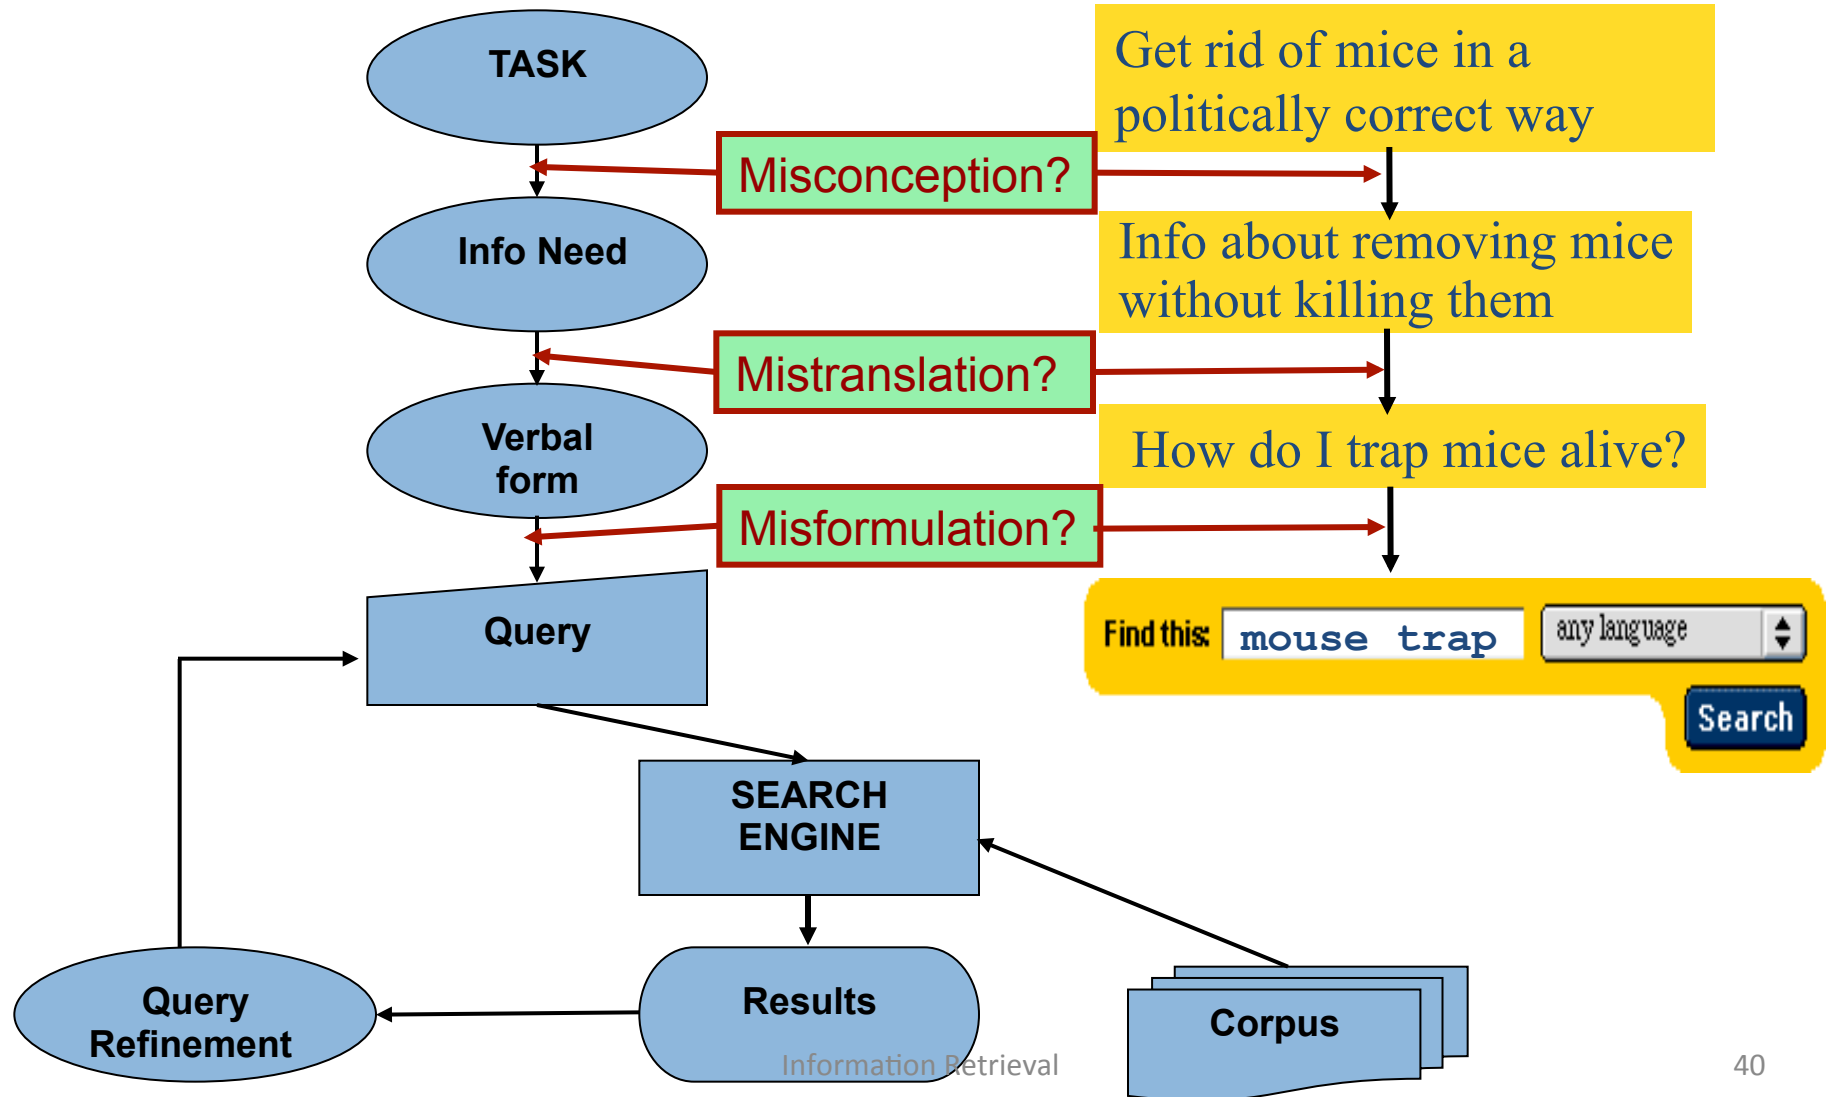 TASK
Get rid of mice in a
politically correct way
Misconception?
Info Need
Info about removing mice
without killing them
Mistranslation?
Verbal
form
How do I trap mice alive?
Misformulation?
Query
Find this: mouse trap any language
Search
SEARCH
ENGINE
Query
Refinement
Results
Corpus
Information Retrieval
40